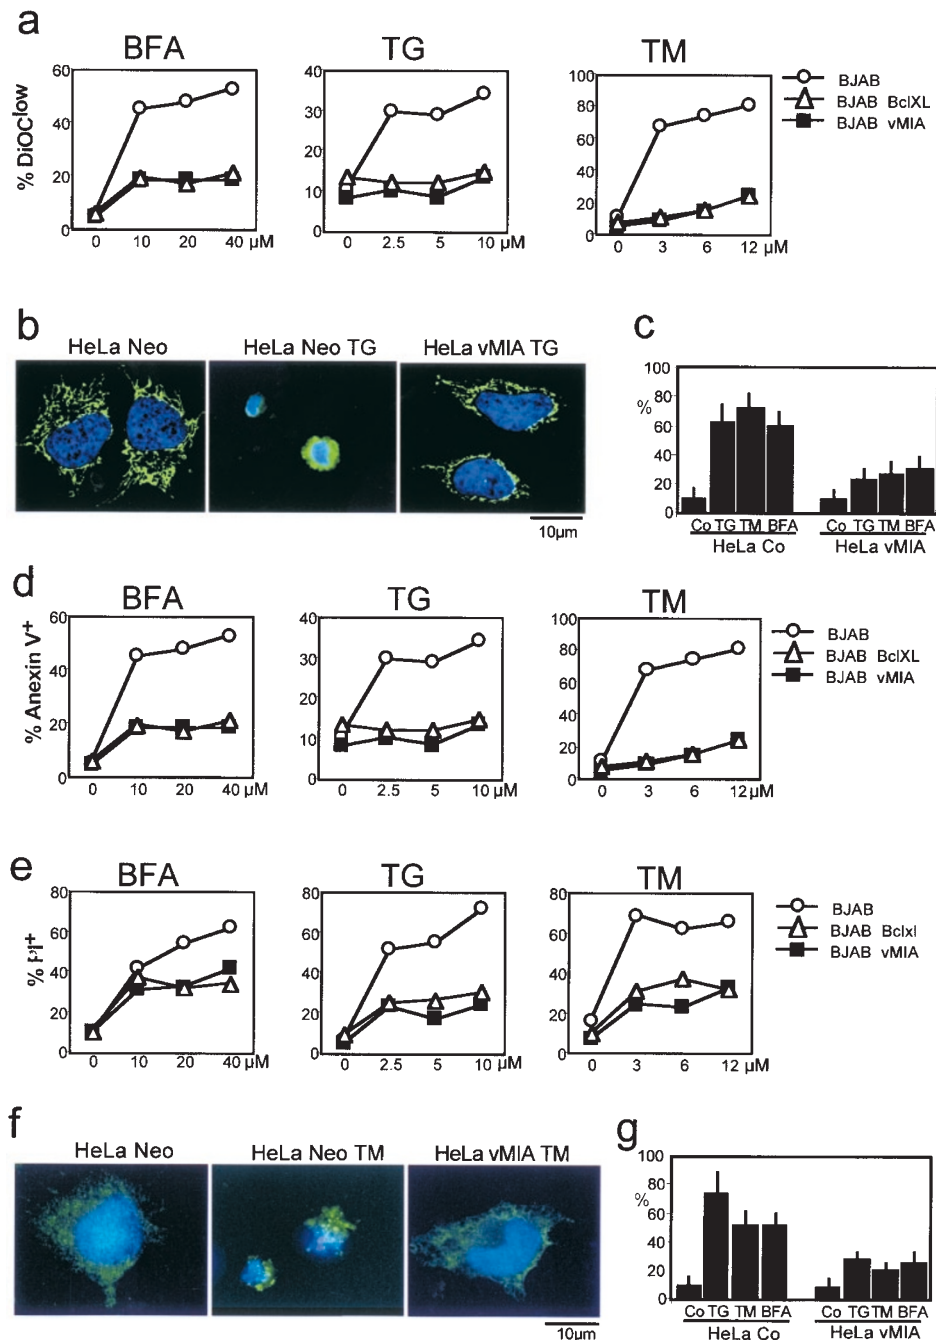 a
BFA
TG
TM
% DiOClow
60
40
20
0
0 10 20 40 µM
40
30
20
10
0
0 2.5 5 10 µM
100
80
60
40
20
0
0 3 6 12 µM
BJAB
BJAB BclXL
BJAB vMIA
b
HeLa Neo
HeLa Neo TG
HeLa vMIA TG
10µm
c
100
%
80
60
40
20
0
Co TG TM BFA
HeLa Co
Co TG TM BFA
HeLa vMIA
d
BFA
TG
TM
% Anexin V+
60
40
20
0
0 10 20 40 µM
40
30
20
10
0
0 2.5 5 10 µM
100
80
60
40
20
0
0 3 6 12 µM
BJAB
BJAB BclXL
BJAB vMIA
e
BFA
TG
TM
% PI+
80
60
40
20
0
0 10 20 40 µM
80
60
40
20
0
0 2.5 5 10 µM
80
60
40
20
0
0 3 6 12 µM
BJAB
BJAB Bclxl
BJAB vMIA
f
HeLa Neo
HeLa Neo TM
HeLa vMIA TM
10µm
g
100
80
%
60
40
20
0
Co TG TM BFA
HeLa Co
Co TG TM BFA
HeLa vMIA